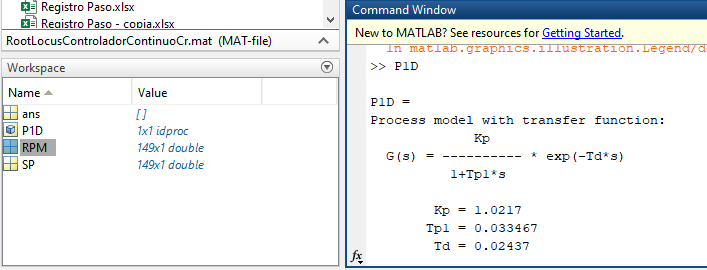 Registro Paso.xlsx
Registro Paso - copia.xlsx
RootLocusControladorContinuoCr.mat (MAT-file)
Workspace
Name Value
ans []
P1D 1x1 idproc
RPM 149x1 double
SP 149x1 double
Command Window
New to MATLAB? See resources for Getting Started.
In matlab.graphics.illustration.Legend/d
>> P1D
P1D =
Process model with transfer function:
Kp
G(s) = ---------- * exp(-Td*s)
1+Tp1*s
Kp = 1.0217
Tp1 = 0.033467
Td = 0.02437
fx